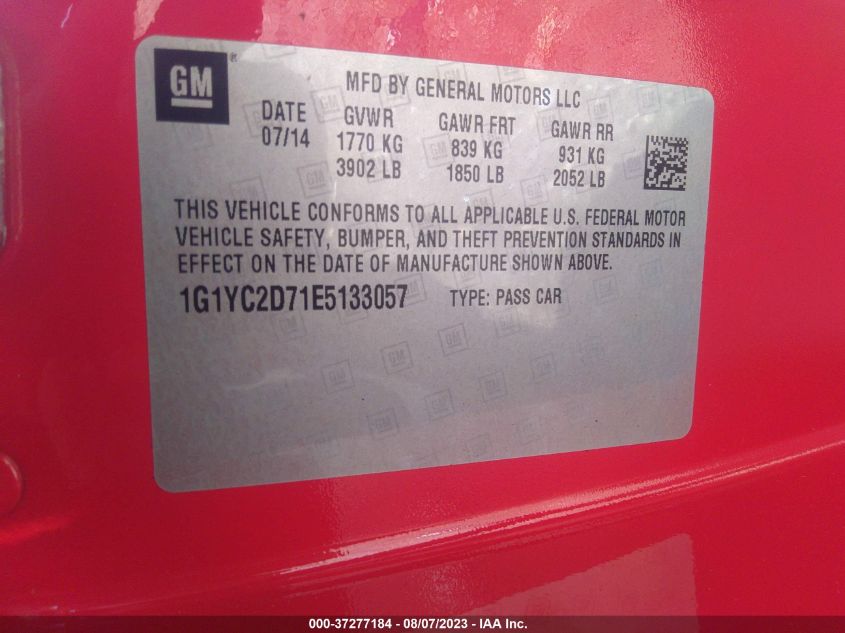 GM
MFD BY GENERAL MOTORS LLC
DATE GVWR GAWR FRT GAWR RR
07/14 1770 KG 839 KG 931 KG
3902 LB 1850 LB 2052 LB
THIS VEHICLE CONFORMS TO ALL APPLICABLE U.S. FEDERAL MOTOR
VEHICLE SAFETY, BUMPER, AND THEFT PREVENTION STANDARDS IN
EFFECT ON THE DATE OF MANUFACTURE SHOWN ABOVE.
1G1YC2D71E5133057 TYPE: PASS CAR
000-37277184 - 08/07/2023 - IAA Inc.